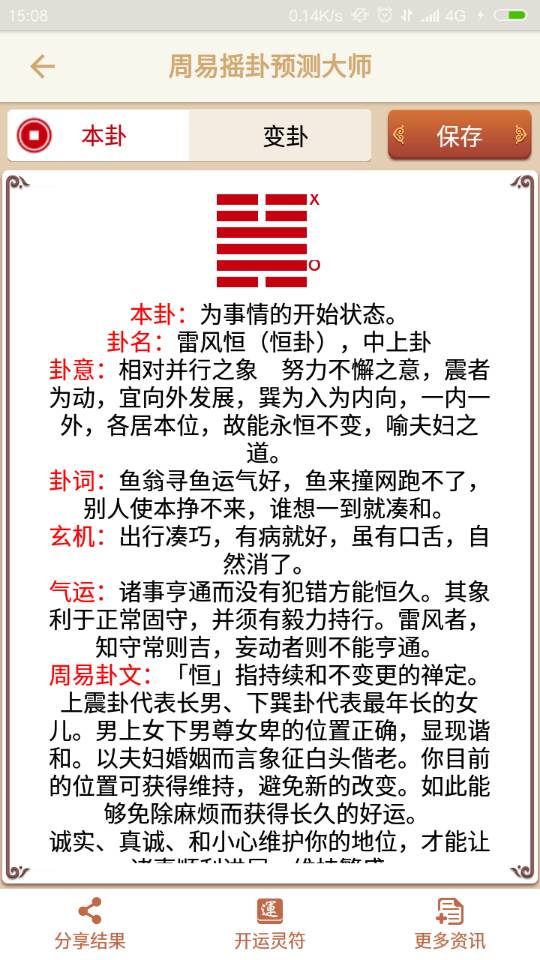 15:08
0.14K/s
4G
周易摇卦预测大师
本卦
变卦
保存
X
O
本卦：为事情的开始状态。
卦名：雷风恒（恒卦），中上卦
卦意：相对并行之象　努力不懈之意，震者
为动，宜向外发展，巽为入为内向，一内一
外，各居本位，故能永恒不变，喻夫妇之
道。
卦词：鱼翁寻鱼运气好，鱼来撞网跑不了，
别人使本挣不来，谁想一到就凑和。
玄机：出行凑巧，有病就好，虽有口舌，自
然消了。
气运：诸事亨通而没有犯错方能恒久。其象
利于正常固守，并须有毅力持行。雷风者，
知守常则吉，妄动者则不能亨通。
周易卦文：「恒」指持续和不变更的禅定。
上震卦代表长男、下巽卦代表最年长的女
儿。男上女下男尊女卑的位置正确，显现谐
和。以夫妇婚姻而言象征白头偕老。你目前
的位置可获得维持，避免新的改变。如此能
够免除麻烦而获得长久的好运。
诚实、真诚、和小心维护你的地位，才能让
運
分享结果
开运灵符
更多资讯